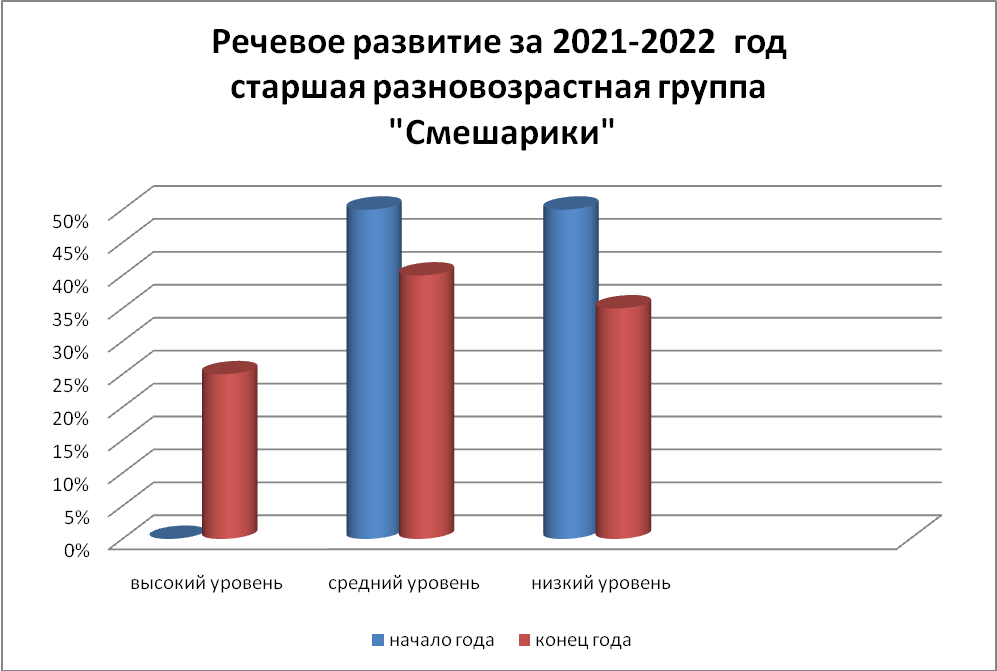 Речевое развитие за 2021-2022 год
старшая разновозрастная группа
"Смешарики"
50%
45%
40%
35%
30%
25%
20%
15%
10%
5%
0%
высокий уровень
средний уровень
низкий уровень
начало года
конец года